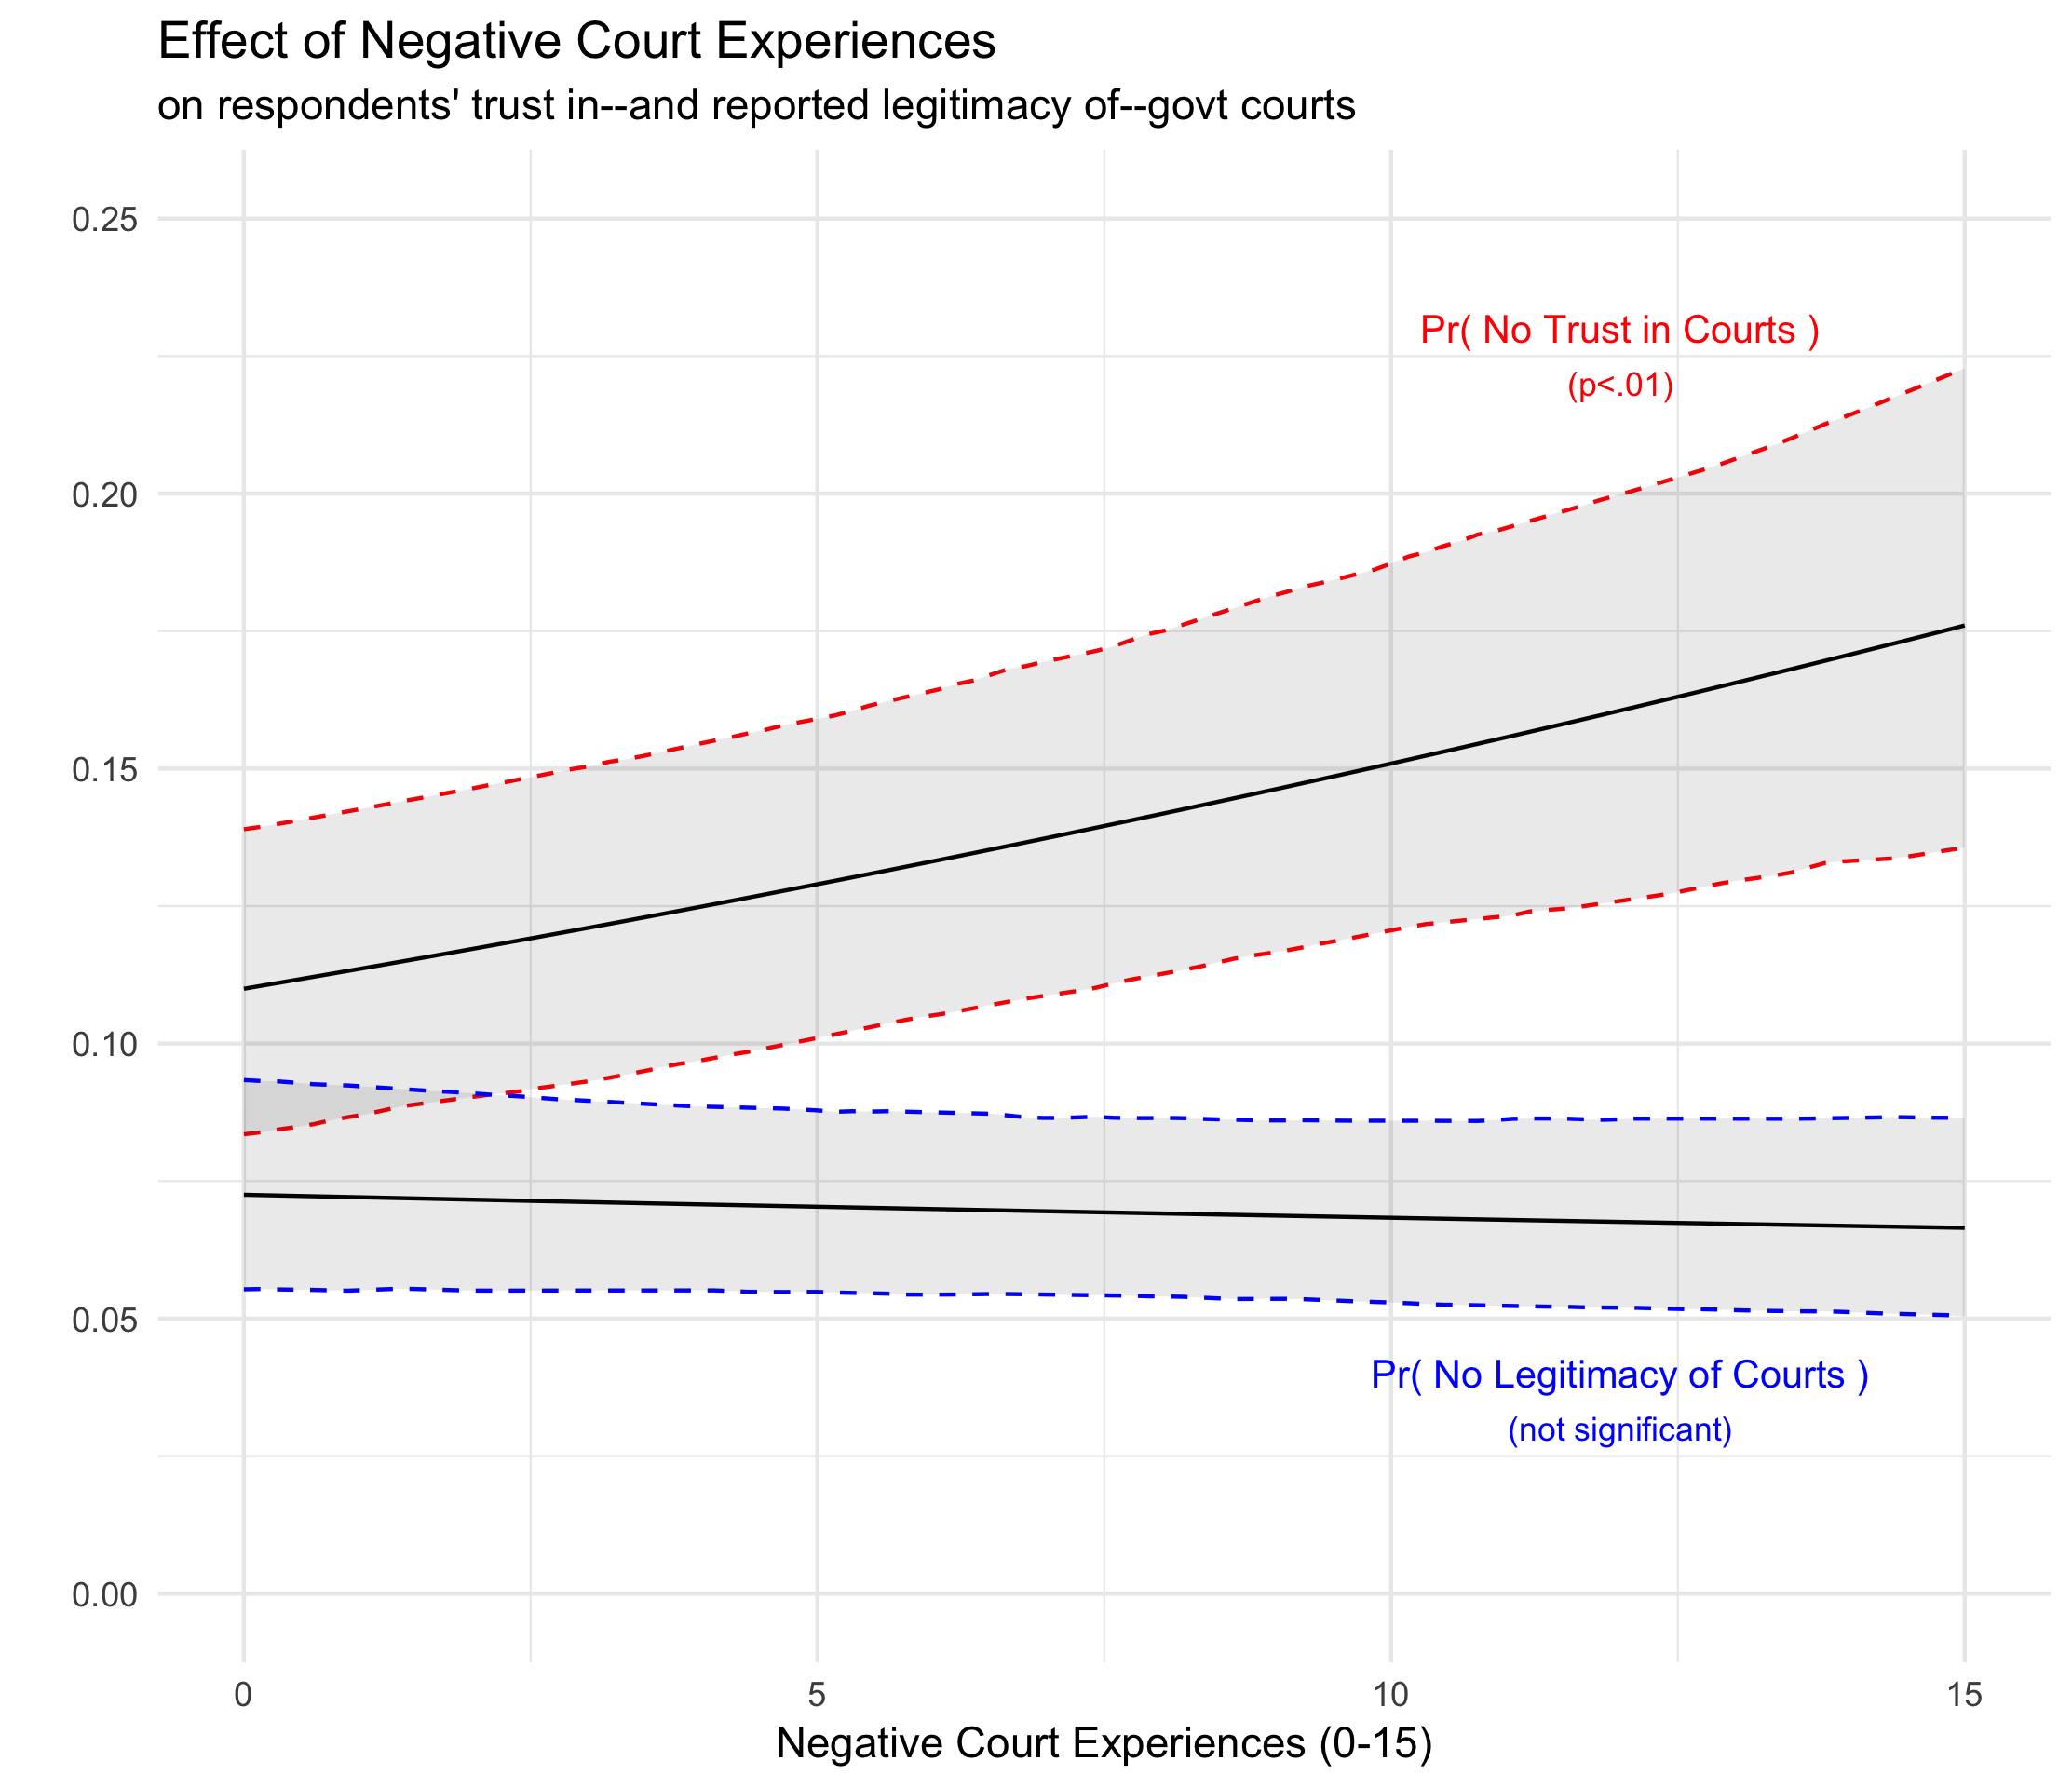 Effect of Negative Court Experiences
on respondents' trust in--and reported legitimacy of--govt courts
0.25
Pr( No Trust in Courts )
(p<.01)
0.20
0.15
0.10
0.05
Pr( No Legitimacy of Courts )
(not significant)
0.00
0 5 10 15
Negative Court Experiences (0-15)